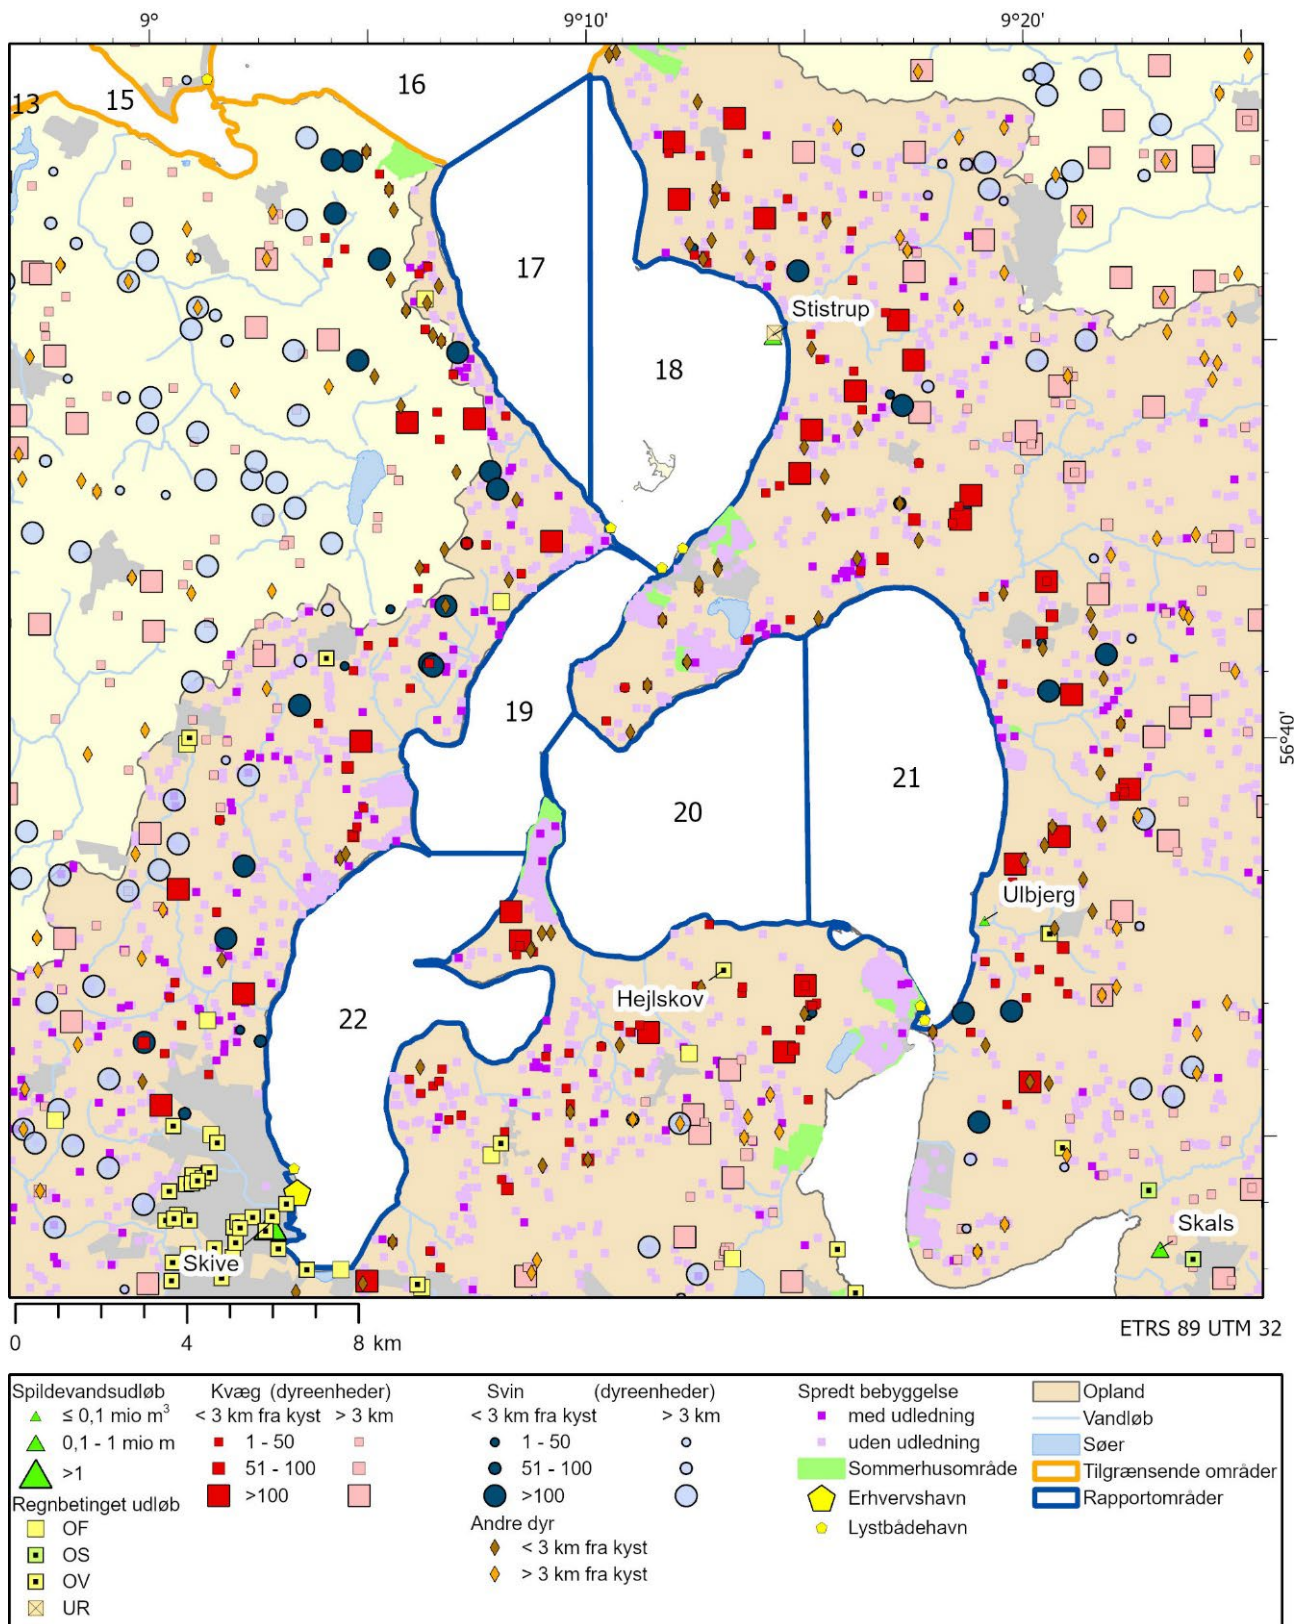 9° 9°10' 9°20'
16
15
13
17
Stistrup
18
19
56°40'
21
20
Ulbjerg
Hejlskov
22
Skals
Skive
0 4 8 km
ETRS 89 UTM 32
Spildevandsudløb Kvæg (dyreenheder) Svin (dyreenheder) Spredt bebyggelse Opland
≤ 0,1 mio m³ < 3 km fra kyst > 3 km < 3 km fra kyst > 3 km med udledning Vandløb
0,1 - 1 mio m 1 - 50 1 - 50 uden udledning Søer
>1 51 - 100 51 - 100 Sommerhusområde Tilgrænsende områder
Regnbetinget udløb >100 >100 Erhvervshavn Rapportområder
OF Andre dyr Lystbådehavn
OS < 3 km fra kyst
OV > 3 km fra kyst
UR